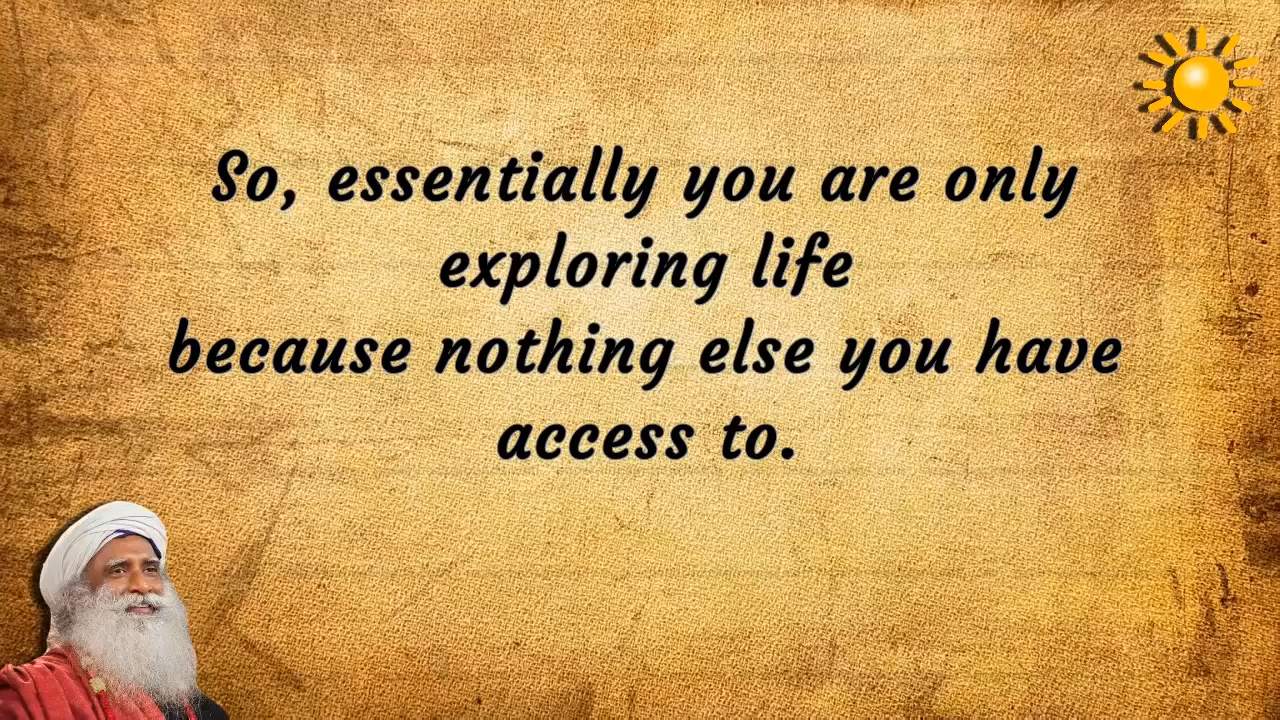 So, essentially you are only
exploring life
because nothing else you have
access to.